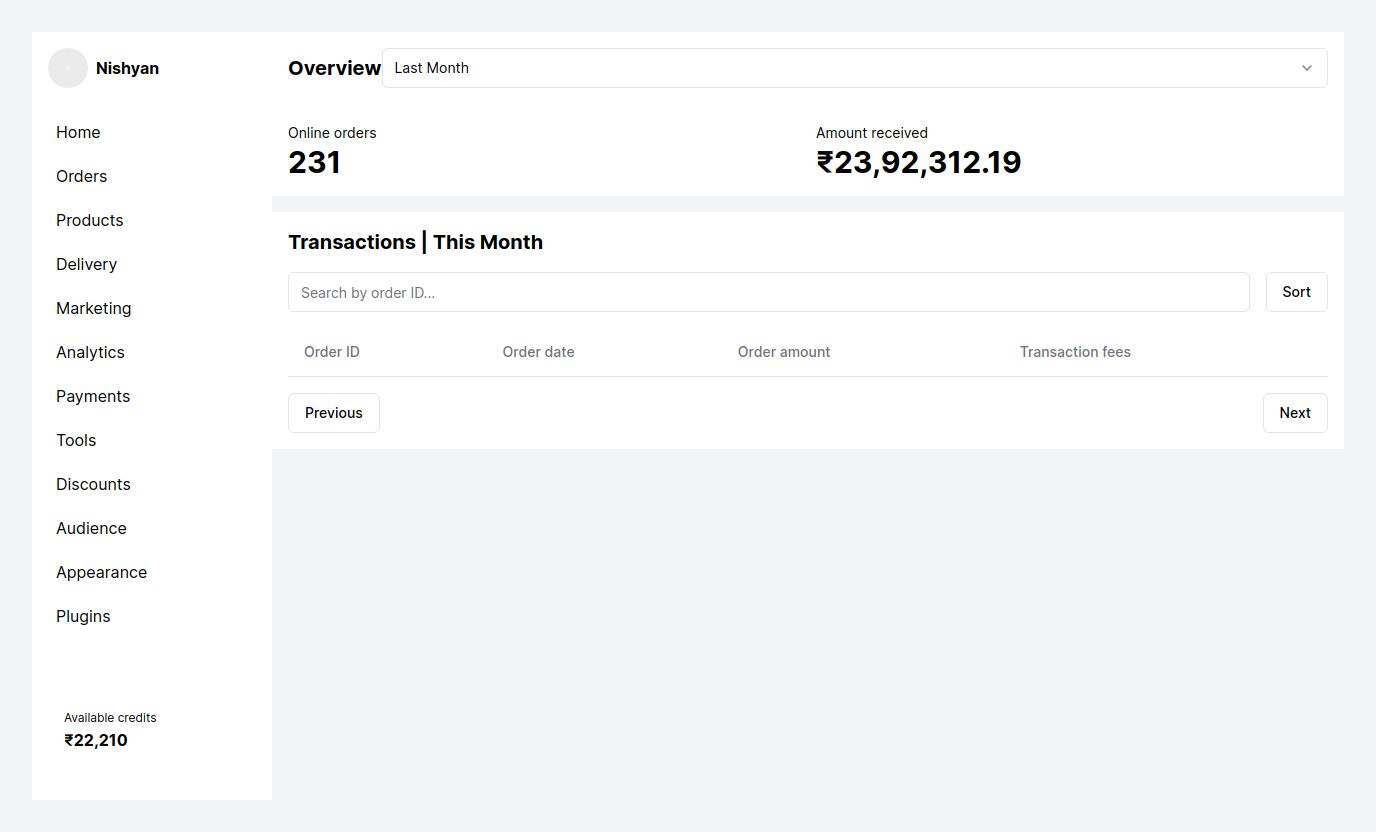 Nishyan
Home
Orders
Products
Delivery
Marketing
Analytics
Payments
Tools
Discounts
Audience
Appearance
Plugins
Available credits
₹22,210
Overview
Last Month
Online orders
231
Amount received
₹23,92,312.19
Transactions | This Month
Search by order ID...
Sort
Order ID Order date Order amount Transaction fees
Previous
Next